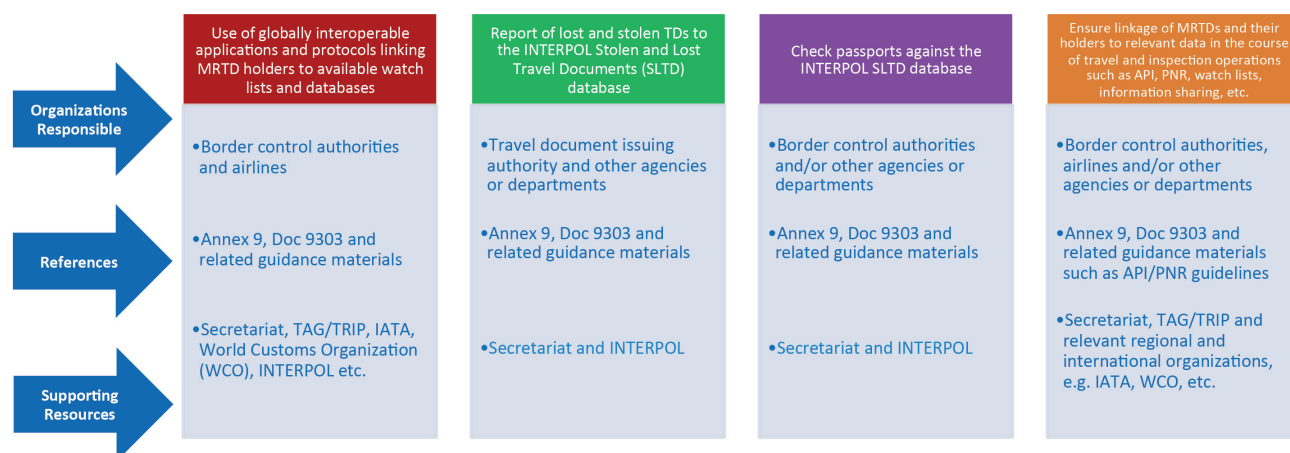 Use of globally interoperable
applications and protocols linking
MRTD holders to available watch
lists and databases
Report of lost and stolen TDs to
the INTERPOL Stolen and Lost
Travel Documents (SLTD)
database
Check passports against the
INTERPOL SLTD database
Ensure linkage of MRTDs and their
holders to relevant data in the course
of travel and inspection operations
such as API, PNR, watch lists,
information sharing, etc.
Organizations
Responsible
•Border control authorities
and airlines
•Travel document issuing
authority and other agencies
or departments
•Border control authorities
and/or other agencies or
departments
•Border control authorities,
airlines and/or other
agencies or departments
References
•Annex 9, Doc 9303 and
related guidance materials
•Annex 9, Doc 9303 and
related guidance materials
•Annex 9, Doc 9303 and
related guidance materials
•Annex 9, Doc 9303 and
related guidance materials
such as API/PNR guidelines
Supporting
Resources
•Secretariat, TAG/TRIP, IATA,
World Customs Organization
(WCO), INTERPOL etc.
•Secretariat and INTERPOL
•Secretariat and INTERPOL
•Secretariat, TAG/TRIP and
relevant regional and
international organizations,
e.g. IATA, WCO, etc.